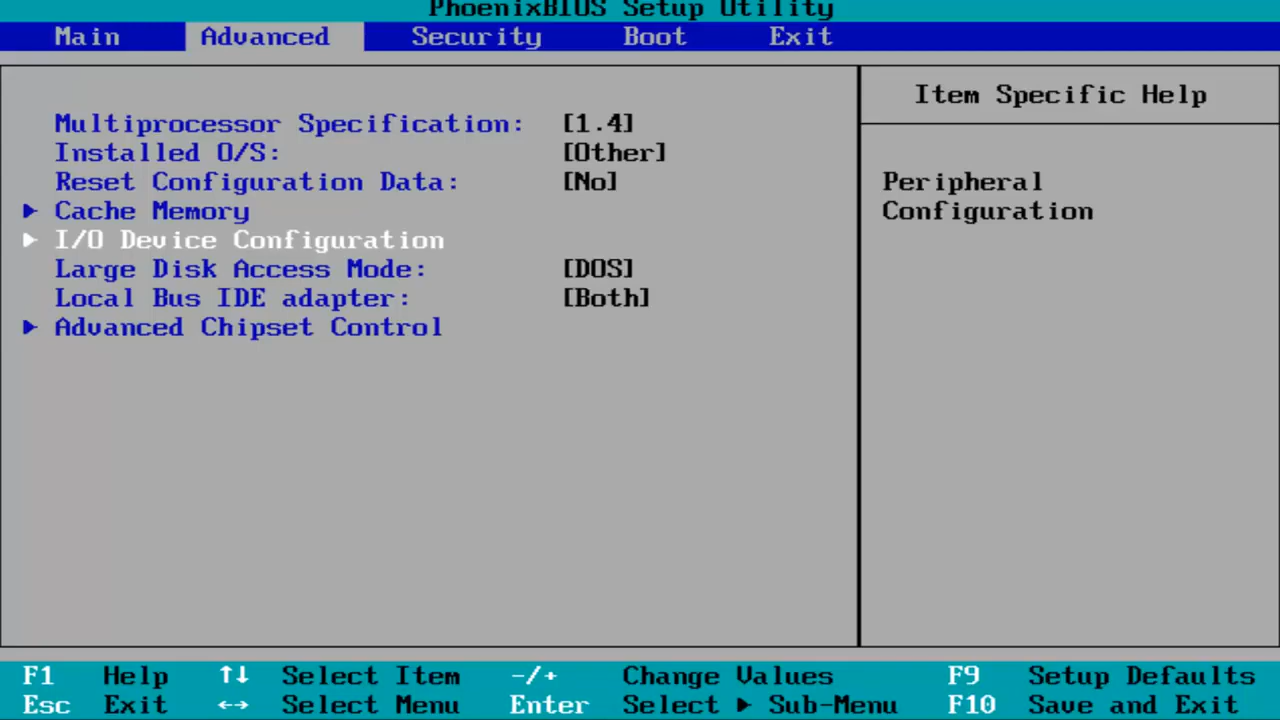 PhoenixBIOS Setup Utility
Main Advanced Security Boot Exit
Item Specific Help
Multiprocessor Specification: [1.4]
Installed O/S: [Other]
Reset Configuration Data: [No]
Cache Memory
I/O Device Configuration
Large Disk Access Mode: [DOS]
Local Bus IDE adapter: [Both]
Advanced Chipset Control
Peripheral
Configuration
F1 Help ↑↓ Select Item -/+ Change Values F9 Setup Defaults
Esc Exit ↔ Select Menu Enter Select ▶ Sub-Menu F10 Save and Exit